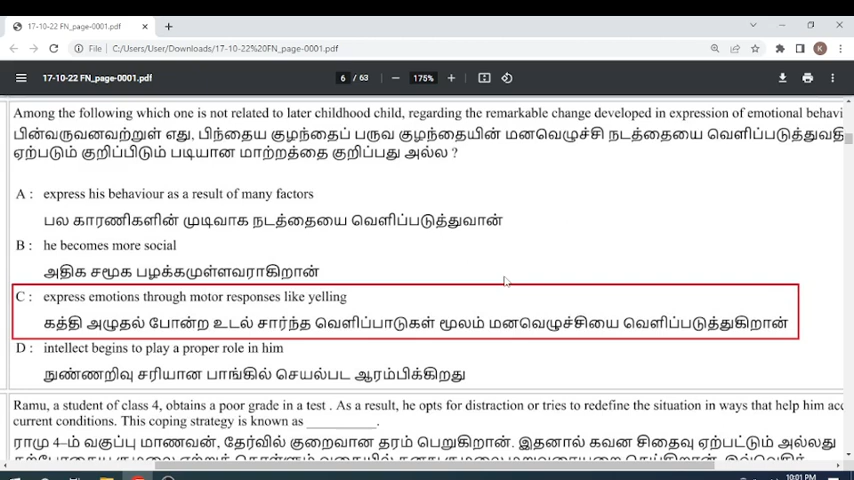 17-10-22 FN_page-0001.pdf
File | C:/Users/User/Downloads/17-10-22%20FN_page-0001.pdf
K
17-10-22 FN_page-0001.pdf
6 / 63
175%
Among the following which one is not related to later childhood child, regarding the remarkable change developed in expression of emotional behavi
பின்வருவனவற்றுள் எது, பிந்தைய குழந்தைப் பருவ குழந்தையின் மனவெழுச்சி நடத்தையை வெளிப்படுத்துவதி
ஏற்படும் குறிப்பிடும் படியான மாற்றத்தை குறிப்பது அல்ல ?
A : express his behaviour as a result of many factors
பல காரணிகளின் முடிவாக நடத்தையை வெளிப்படுத்துவான்
B : he becomes more social
அதிக சமூக பழக்கமுள்ளவராகிறான்
C : express emotions through motor responses like yelling
கத்தி அழுதல் போன்ற உடல் சார்ந்த வெளிப்பாடுகள் மூலம் மனவெழுச்சியை வெளிப்படுத்துகிறான்
D : intellect begins to play a proper role in him
நுண்ணறிவு சரியான பாங்கில் செயல்பட ஆரம்பிக்கிறது
Ramu, a student of class 4, obtains a poor grade in a test . As a result, he opts for distraction or tries to redefine the situation in ways that help him acc
current conditions. This coping strategy is known as __________.
ராமு 4–ம் வகுப்பு மாணவன், தேர்வில் குறைவான தரம் பெறுகிறான். இதனால் கவன சிதைவு ஏற்பட்டும் அல்லது
10:01 PM